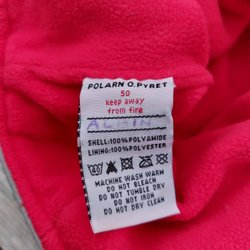 POLARN O.PYRET
50
keep away
from fire
ALMIN
SHELL:100%POLYAMIDE
LINING:100%POLYESTER
MACHINE WASH WARM
DO NOT BLEACH
DO NOT TUMBLE DRY
DO NOT IRON
DO NOT DRY CLEAN